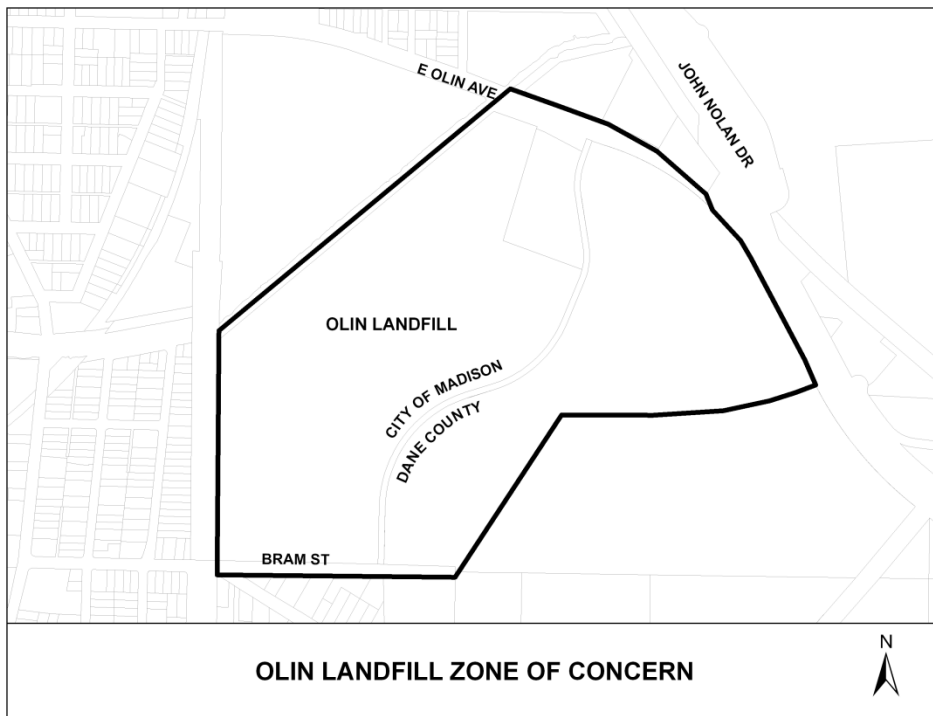 E OLIN AVE
JOHN NOLAN DR
OLIN LANDFILL
CITY OF MADISON
DANE COUNTY
BRAM ST
OLIN LANDFILL ZONE OF CONCERN
N